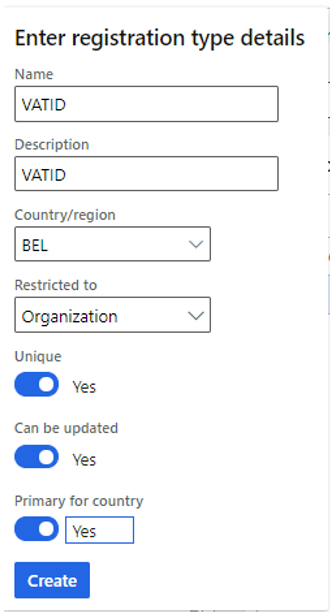 Enter registration type details
Name
VATID
Description
VATID
Country/region
BEL
Restricted to
Organization
Unique
Yes
Can be updated
Yes
Primary for country
Yes
Create